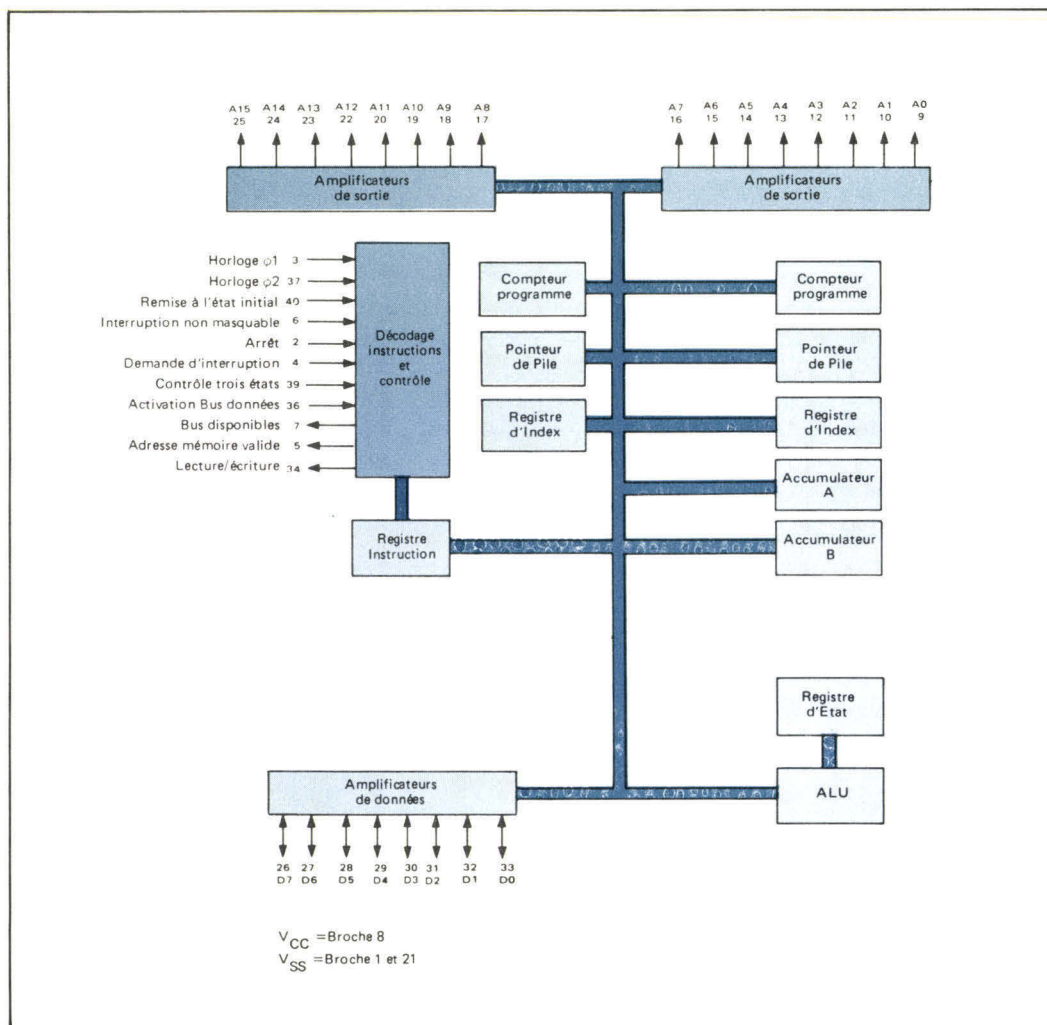 A15 A14 A13 A12 A11 A10 A9 A8
25 24 23 22 20 19 18 17
A7 A6 A5 A4 A3 A2 A1 A0
16 15 14 13 12 11 10 9
Amplificateurs
de sortie
Amplificateurs
de sortie
Horloge φ1 3
Horloge φ2 37
Remise à l'état initial 40
Interruption non masquable 6
Arrêt 2
Demande d'interruption 4
Contrôle trois états 39
Activation Bus données 36
Bus disponibles 7
Adresse mémoire valide 5
Lecture/écriture 34
Décodage
instructions
et
contrôle
Registre
Instruction
Compteur
programme
Compteur
programme
Pointeur
de Pile
Pointeur
de Pile
Registre
d'Index
Registre
d'Index
Accumulateur
A
Accumulateur
B
Registre
d'Etat
ALU
Amplificateurs
de données
26 27 28 29 30 31 32 33
D7 D6 D5 D4 D3 D2 D1 D0
VCC =Broche 8
VSS =Broche 1 et 21